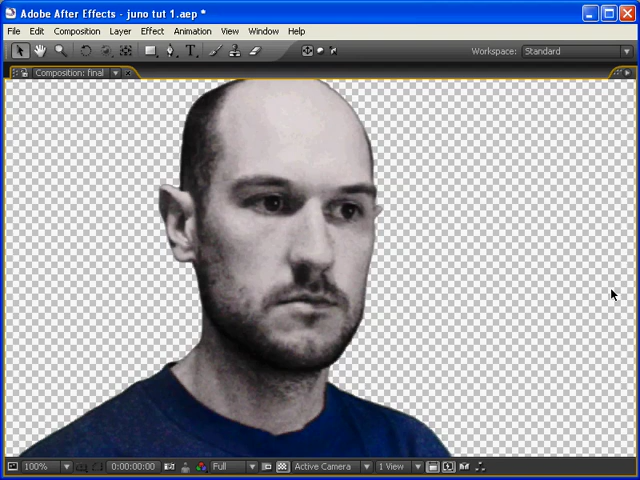 Adobe After Effects - juno tut 1.aep *
File Edit Composition Layer Effect Animation View Window Help
T Workspace: Standard
Composition: final
100% 0:00:00:00 Full Active Camera 1 View